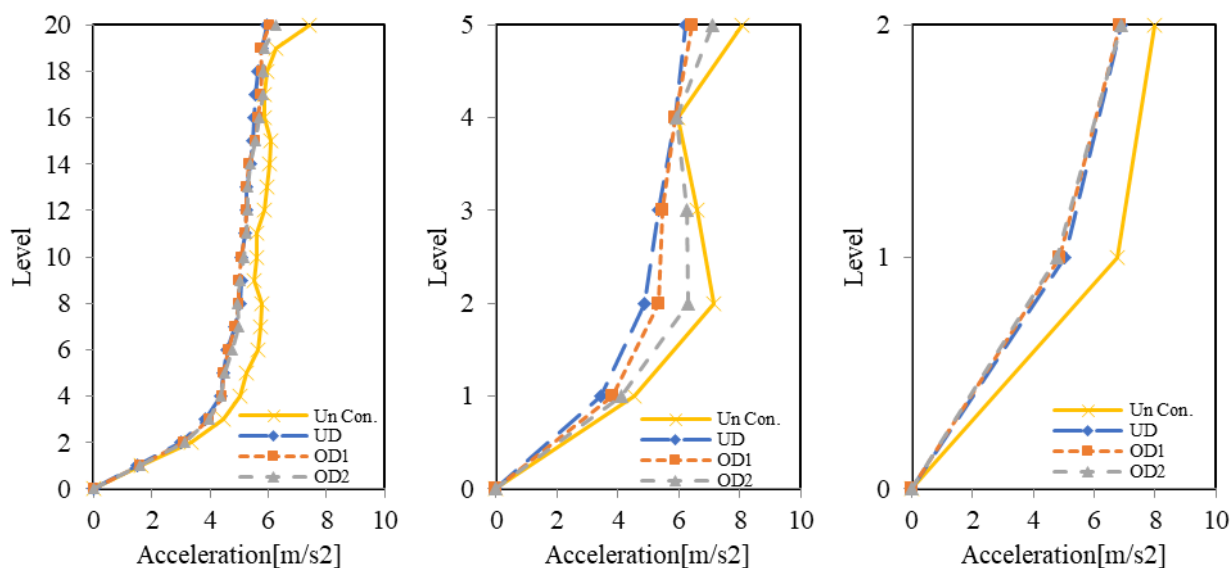 Level
20
18
16
14
12
10
8
6
4
2
0
Un Con.
UD
OD1
OD2
0 2 4 6 8 10
Acceleration[m/s2]
Level
5
4
3
2
1
0
Un Con.
UD
OD1
OD2
0 2 4 6 8 10
Acceleration[m/s2]
Level
2
1
0
Un Con.
UD
OD1
OD2
0 2 4 6 8 10
Acceleration[m/s2]